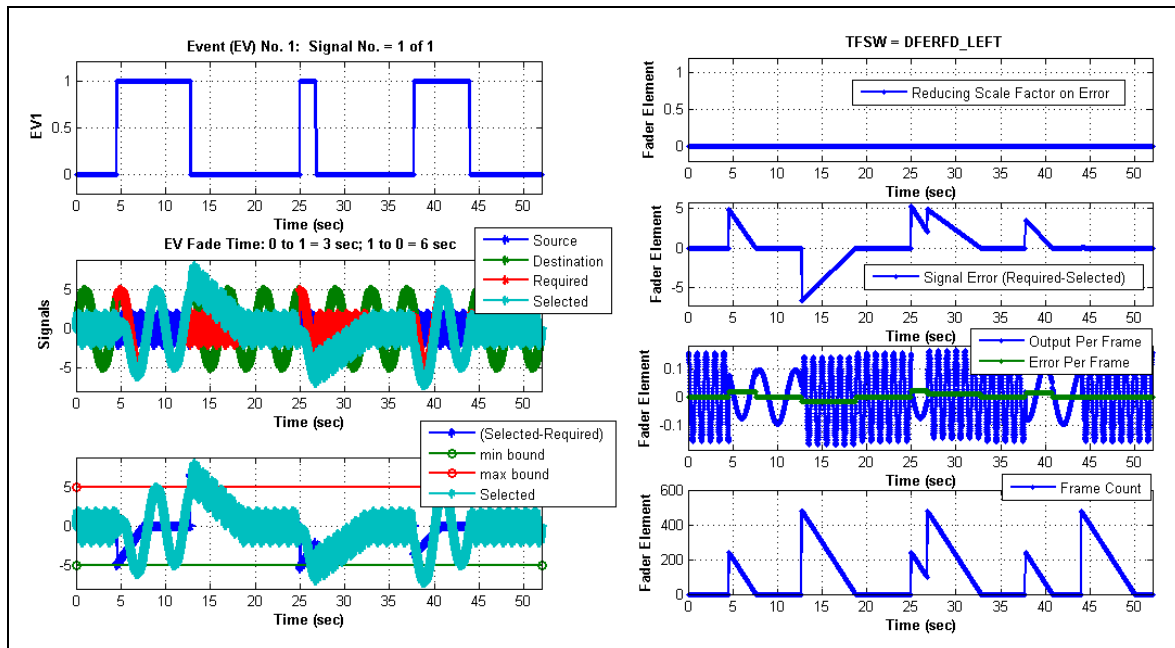 Event (EV) No. 1:  Signal No. = 1 of 1
EV1
1
0.5
0
0 5 10 15 20 25 30 35 40 45 50
Time (sec)
EV Fade Time: 0 to 1 = 3 sec; 1 to 0 = 6 sec
Source
Destination
Required
Selected
Signals
5
0
-5
0 5 10 15 20 25 30 35 40 45 50
Time (sec)
(Selected-Required)
min bound
max bound
Selected
5
0
-5
0 5 10 15 20 25 30 35 40 45 50
Time (sec)
TFSW = DFERFD_LEFT
Reducing Scale Factor on Error
Fader Element
1
0.5
0
0 5 10 15 20 25 30 35 40 45 50
Time (sec)
Signal Error (Required-Selected)
Fader Element
5
0
-5
0 5 10 15 20 25 30 35 40 45 50
Time (sec)
Output Per Frame
Error Per Frame
Fader Element
0.1
0
-0.1
0 5 10 15 20 25 30 35 40 45 50
Time (sec)
Frame Count
Fader Element
600
400
200
0
0 5 10 15 20 25 30 35 40 45 50
Time (sec)